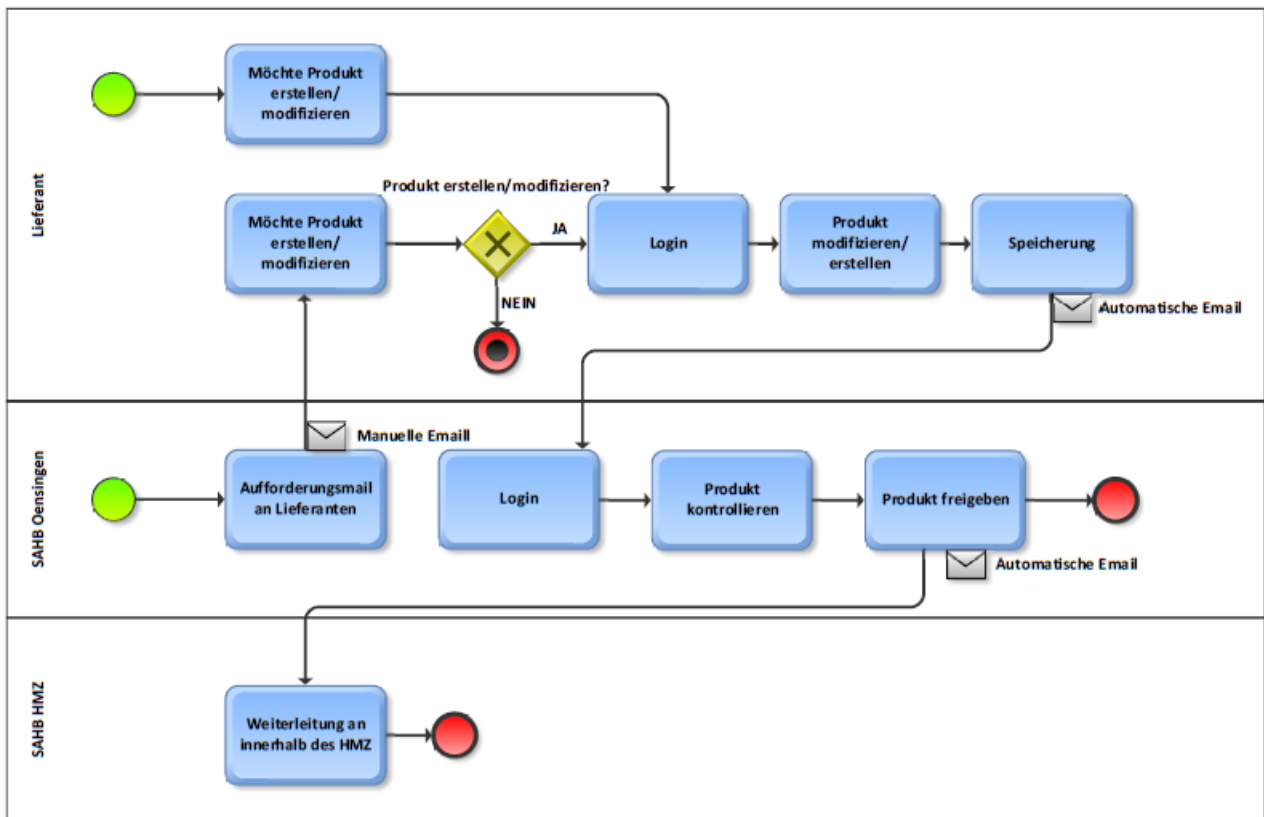 Lieferant
Möchte Produkt
erstellen/
modifizieren
Produkt erstellen/modifizieren?
Möchte Produkt
erstellen/
modifizieren
JA
NEIN
Login
Produkt
modifizieren/
erstellen
Speicherung
Automatische Email
SAHB Oensingen
Manuelle Emaill
Aufforderungsmail
an Lieferanten
Login
Produkt
kontrollieren
Produkt freigeben
Automatische Email
SAHB HMZ
Weiterleitung an
innerhalb des HMZ